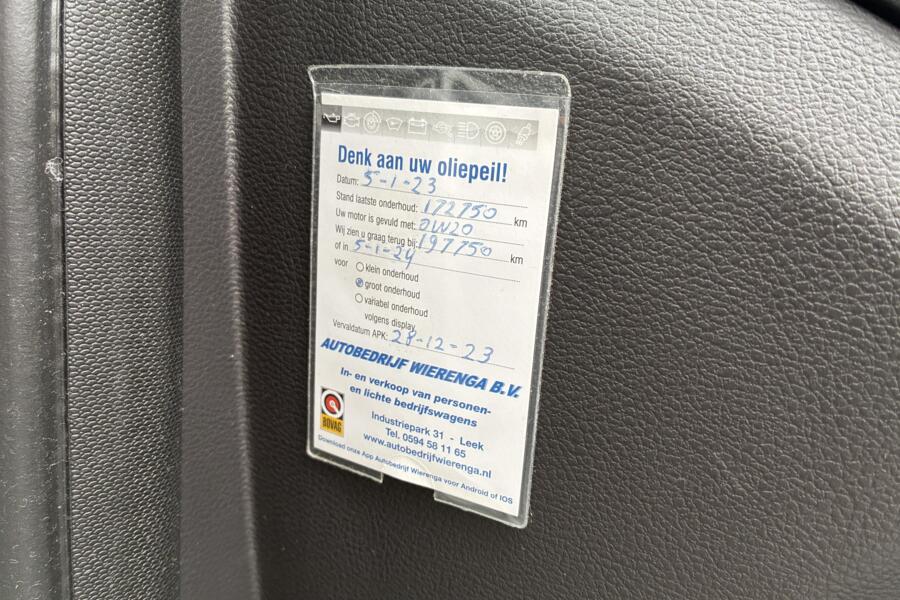 Denk aan uw oliepeil!
Datum: 5-1-23
Stand laatste onderhoud: 172750 km
Uw motor is gevuld met: 0W20
Wij zien u graag terug bij: 197750 km
of in 5-1-24
voor klein onderhoud
groot onderhoud
variabel onderhoud
volgens display
Vervaldatum APK: 28-12-23
AUTOBEDRIJF WIERENGA B.V.
In- en verkoop van personen-
en lichte bedrijfswagens
BOVAG
Industriepark 31 - Leek
Tel. 0594 58 11 65
www.autobedrijfwierenga.nl
Download onze App Autobedrijf Wierenga voor Android of IOS